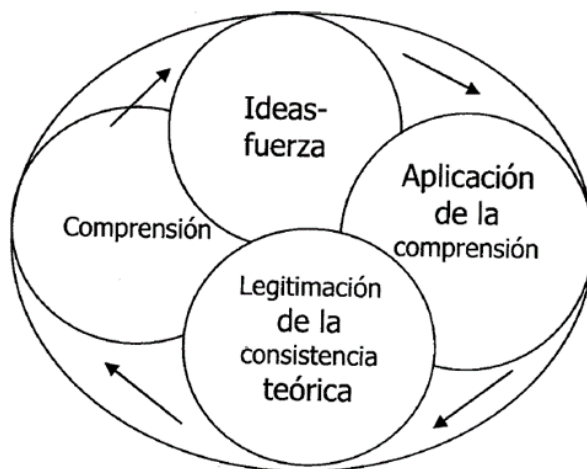 Ideas-
fuerza
Aplicación
de la
comprensión
Comprensión
Legitimación
de la
consistencia
teórica